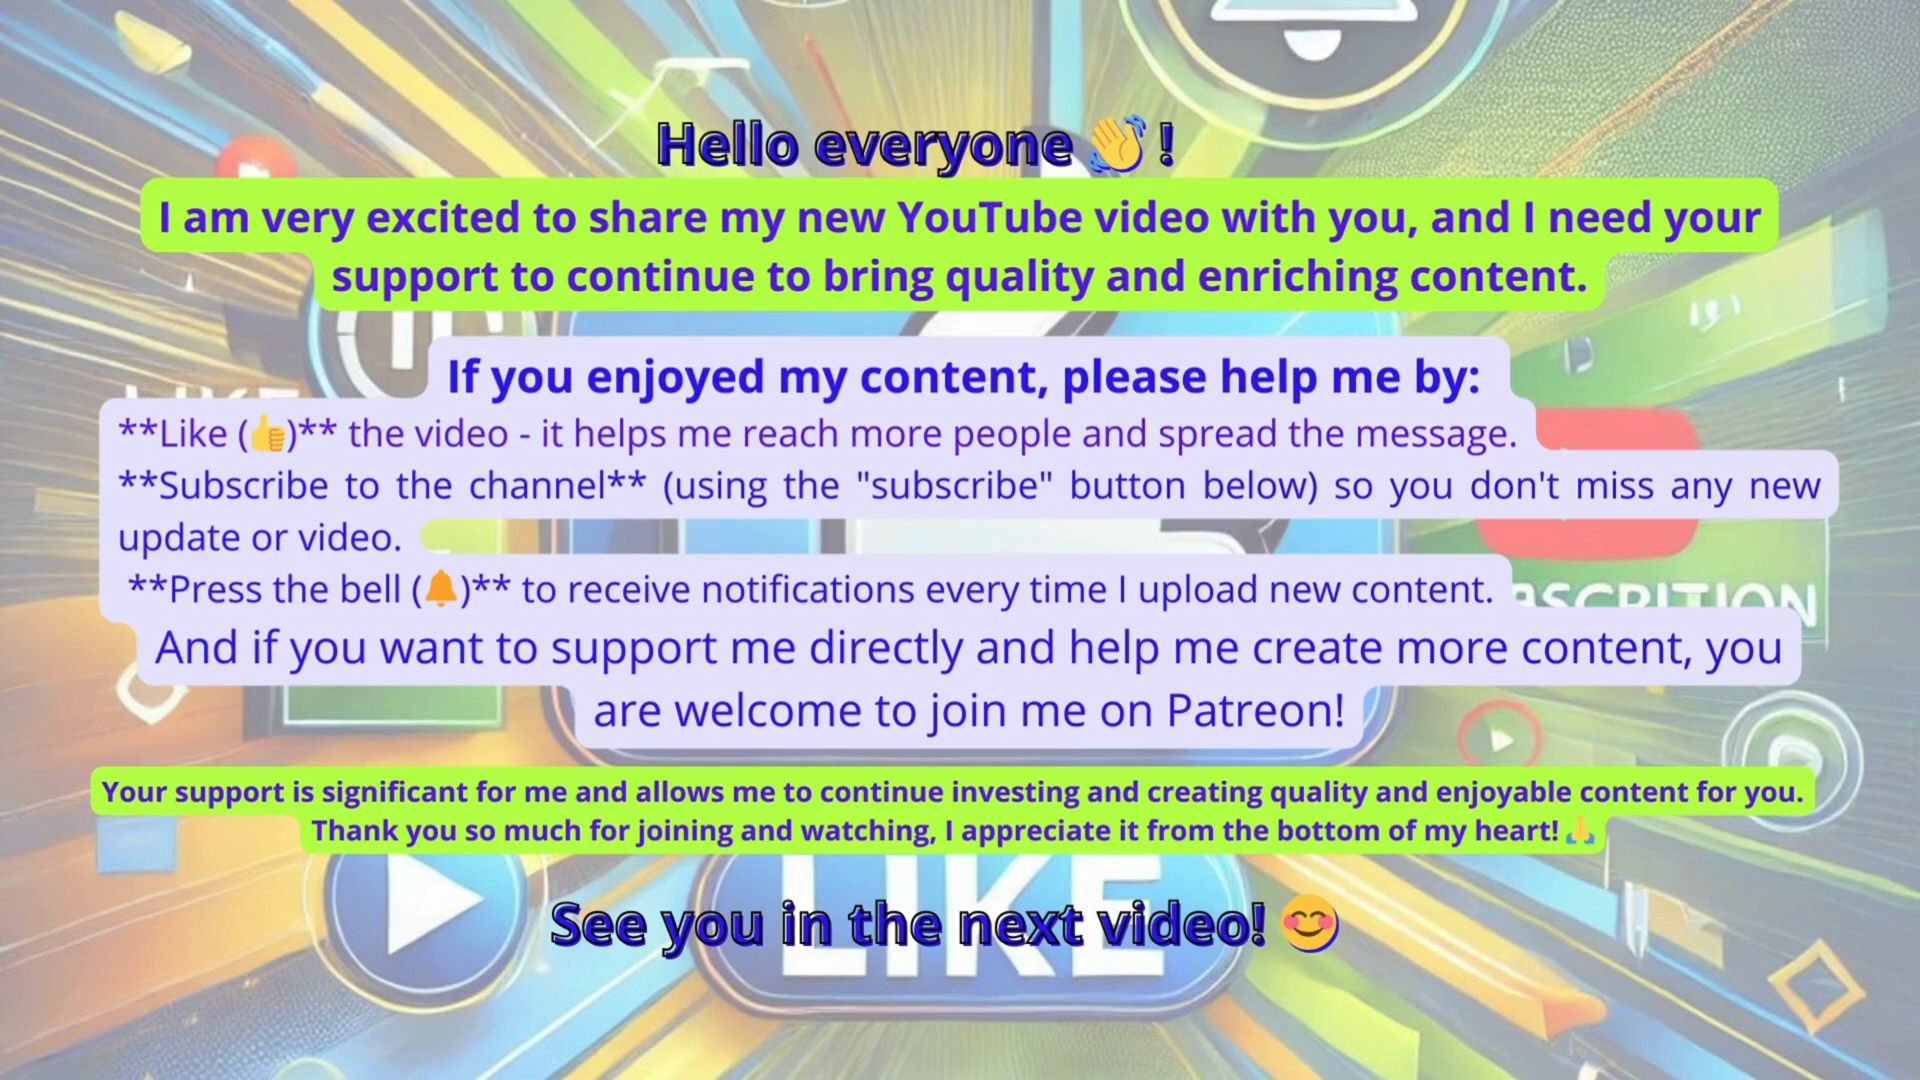 Hello everyone 👋 !
I am very excited to share my new YouTube video with you, and I need your
support to continue to bring quality and enriching content.
If you enjoyed my content, please help me by:
**Like (👍)** the video - it helps me reach more people and spread the message.
**Subscribe to the channel** (using the "subscribe" button below) so you don't miss any new
update or video.
**Press the bell (🔔)** to receive notifications every time I upload new content.
SCRITION
And if you want to support me directly and help me create more content, you
are welcome to join me on Patreon!
Your support is significant for me and allows me to continue investing and creating quality and enjoyable content for you.
Thank you so much for joining and watching, I appreciate it from the bottom of my heart! 🙏
LIKE
See you in the next video! 😊